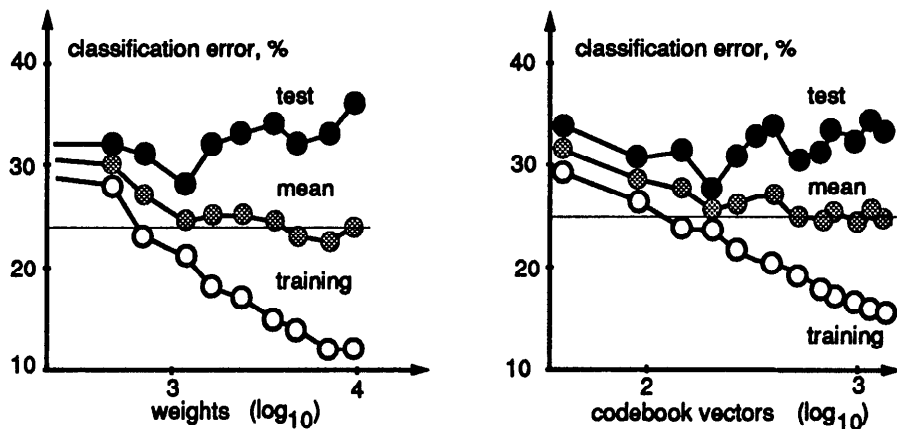 classification error, %
40
30
20
10
test
mean
training
3
4
weights (log10)
classification error, %
40
30
20
10
test
mean
training
2
3
codebook vectors (log10)